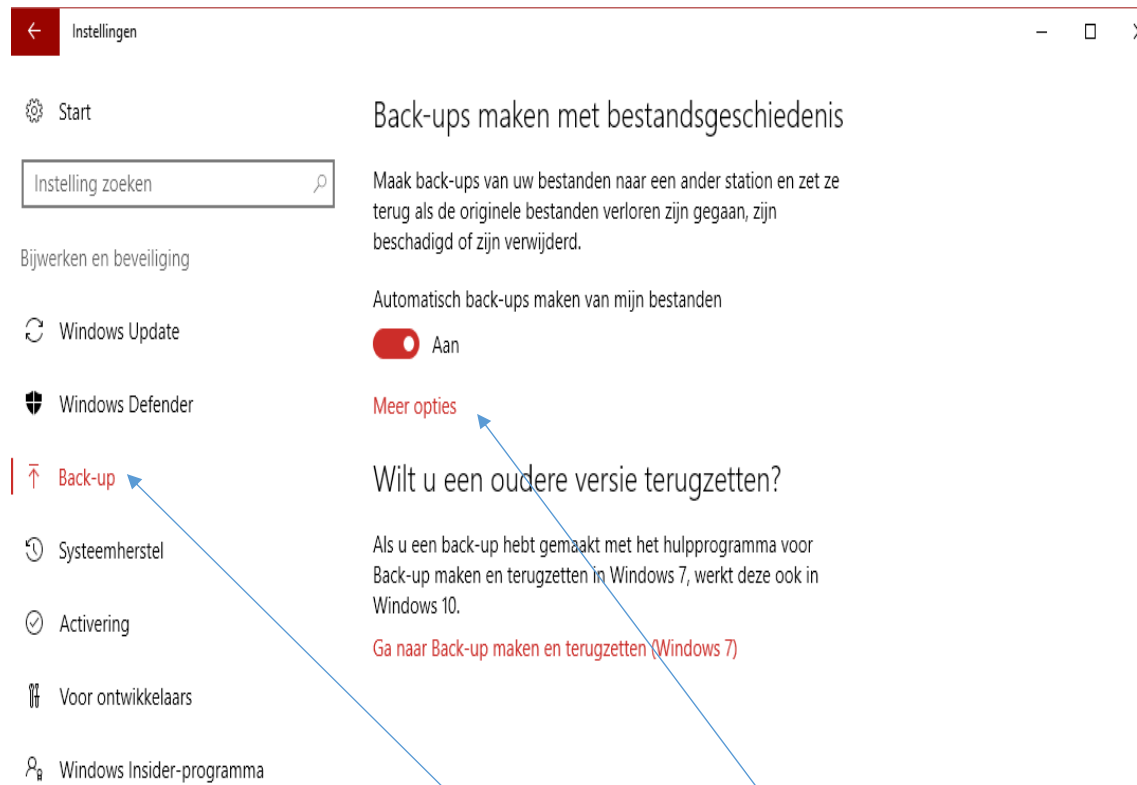 Instellingen
Start
Instelling zoeken
Bijwerken en beveiliging
Windows Update
Windows Defender
Back-up
Systeemherstel
Activering
Voor ontwikkelaars
Windows Insider-programma
Back-ups maken met bestandsgeschiedenis
Maak back-ups van uw bestanden naar een ander station en zet ze
terug als de originele bestanden verloren zijn gegaan, zijn
beschadigd of zijn verwijderd.
Automatisch back-ups maken van mijn bestanden
Aan
Meer opties
Wilt u een oudere versie terugzetten?
Als u een back-up hebt gemaakt met het hulpprogramma voor
Back-up maken en terugzetten in Windows 7, werkt deze ook in
Windows 10.
Ga naar Back-up maken en terugzetten (Windows 7)